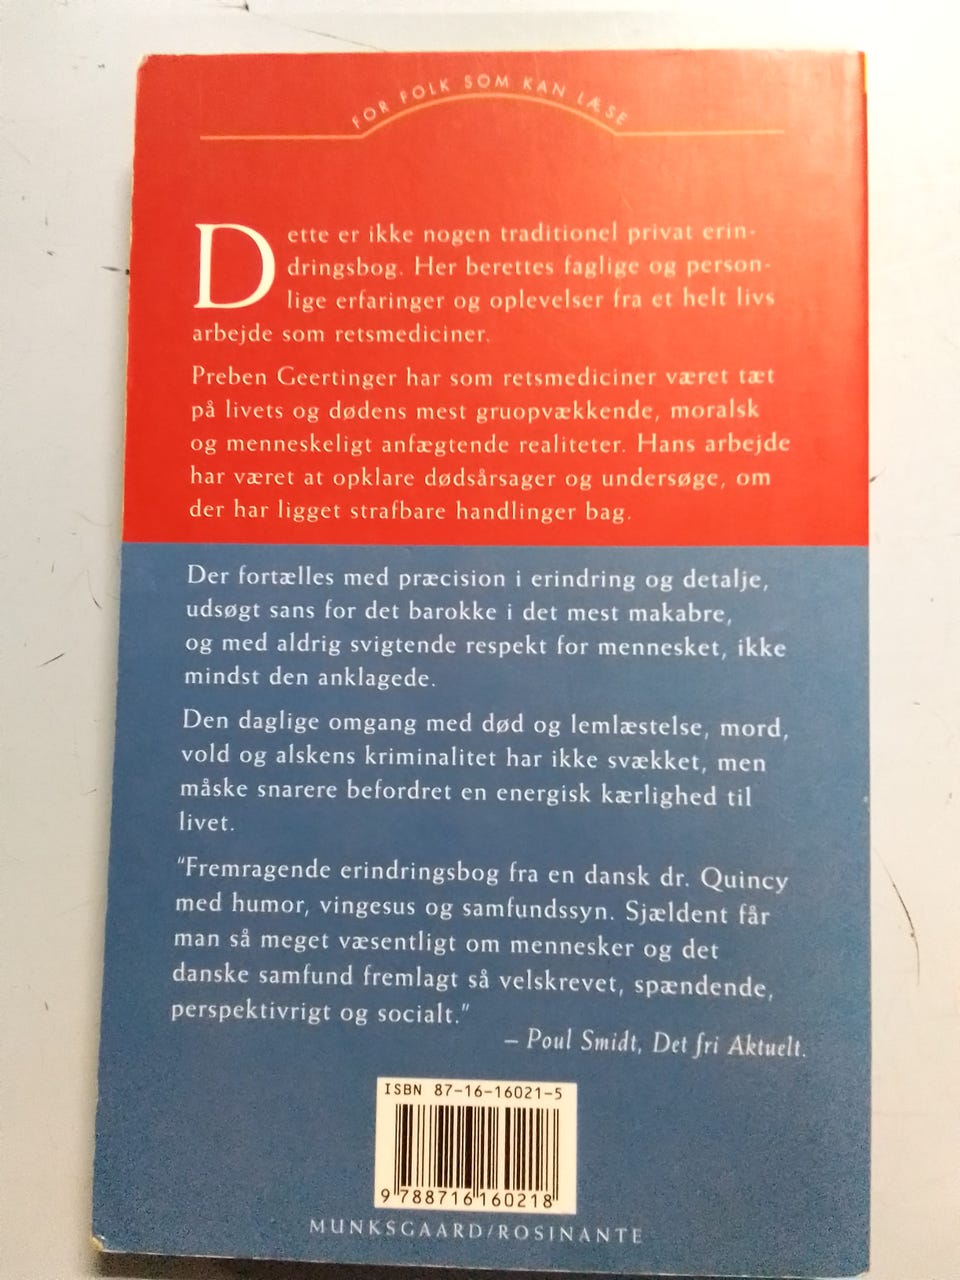 FOR FOLK SOM KAN LÆSE
Dette er ikke nogen traditionel privat erin-
dringsbog. Her berettes faglige og person-
lige erfaringer og oplevelser fra et helt livs
arbejde som retsmediciner.
Preben Geertinger har som retsmediciner været tæt
på livets og dødens mest gruopvækkende, moralsk
og menneskeligt anfægtende realiteter. Hans arbejde
har været at opklare dødsårsager og undersøge, om
der har ligget strafbare handlinger bag.
Der fortælles med præcision i erindring og detalje,
udsøgt sans for det barokke i det mest makabre,
og med aldrig svigtende respekt for mennesket, ikke
mindst den anklagede.
Den daglige omgang med død og lemlæstelse, mord,
vold og alskens kriminalitet har ikke svækket, men
måske snarere befordret en energisk kærlighed til
livet.
"Fremragende erindringsbog fra en dansk dr. Quincy
med humor, vingesus og samfundssyn. Sjældent får
man så meget væsentligt om mennesker og det
danske samfund fremlagt så velskrevet, spændende,
perspektivrigt og socialt."
– Poul Smidt, Det fri Aktuelt.
ISBN 87-16-16021-5
9 788716 160218
MUNKSGAARD/ROSINANTE